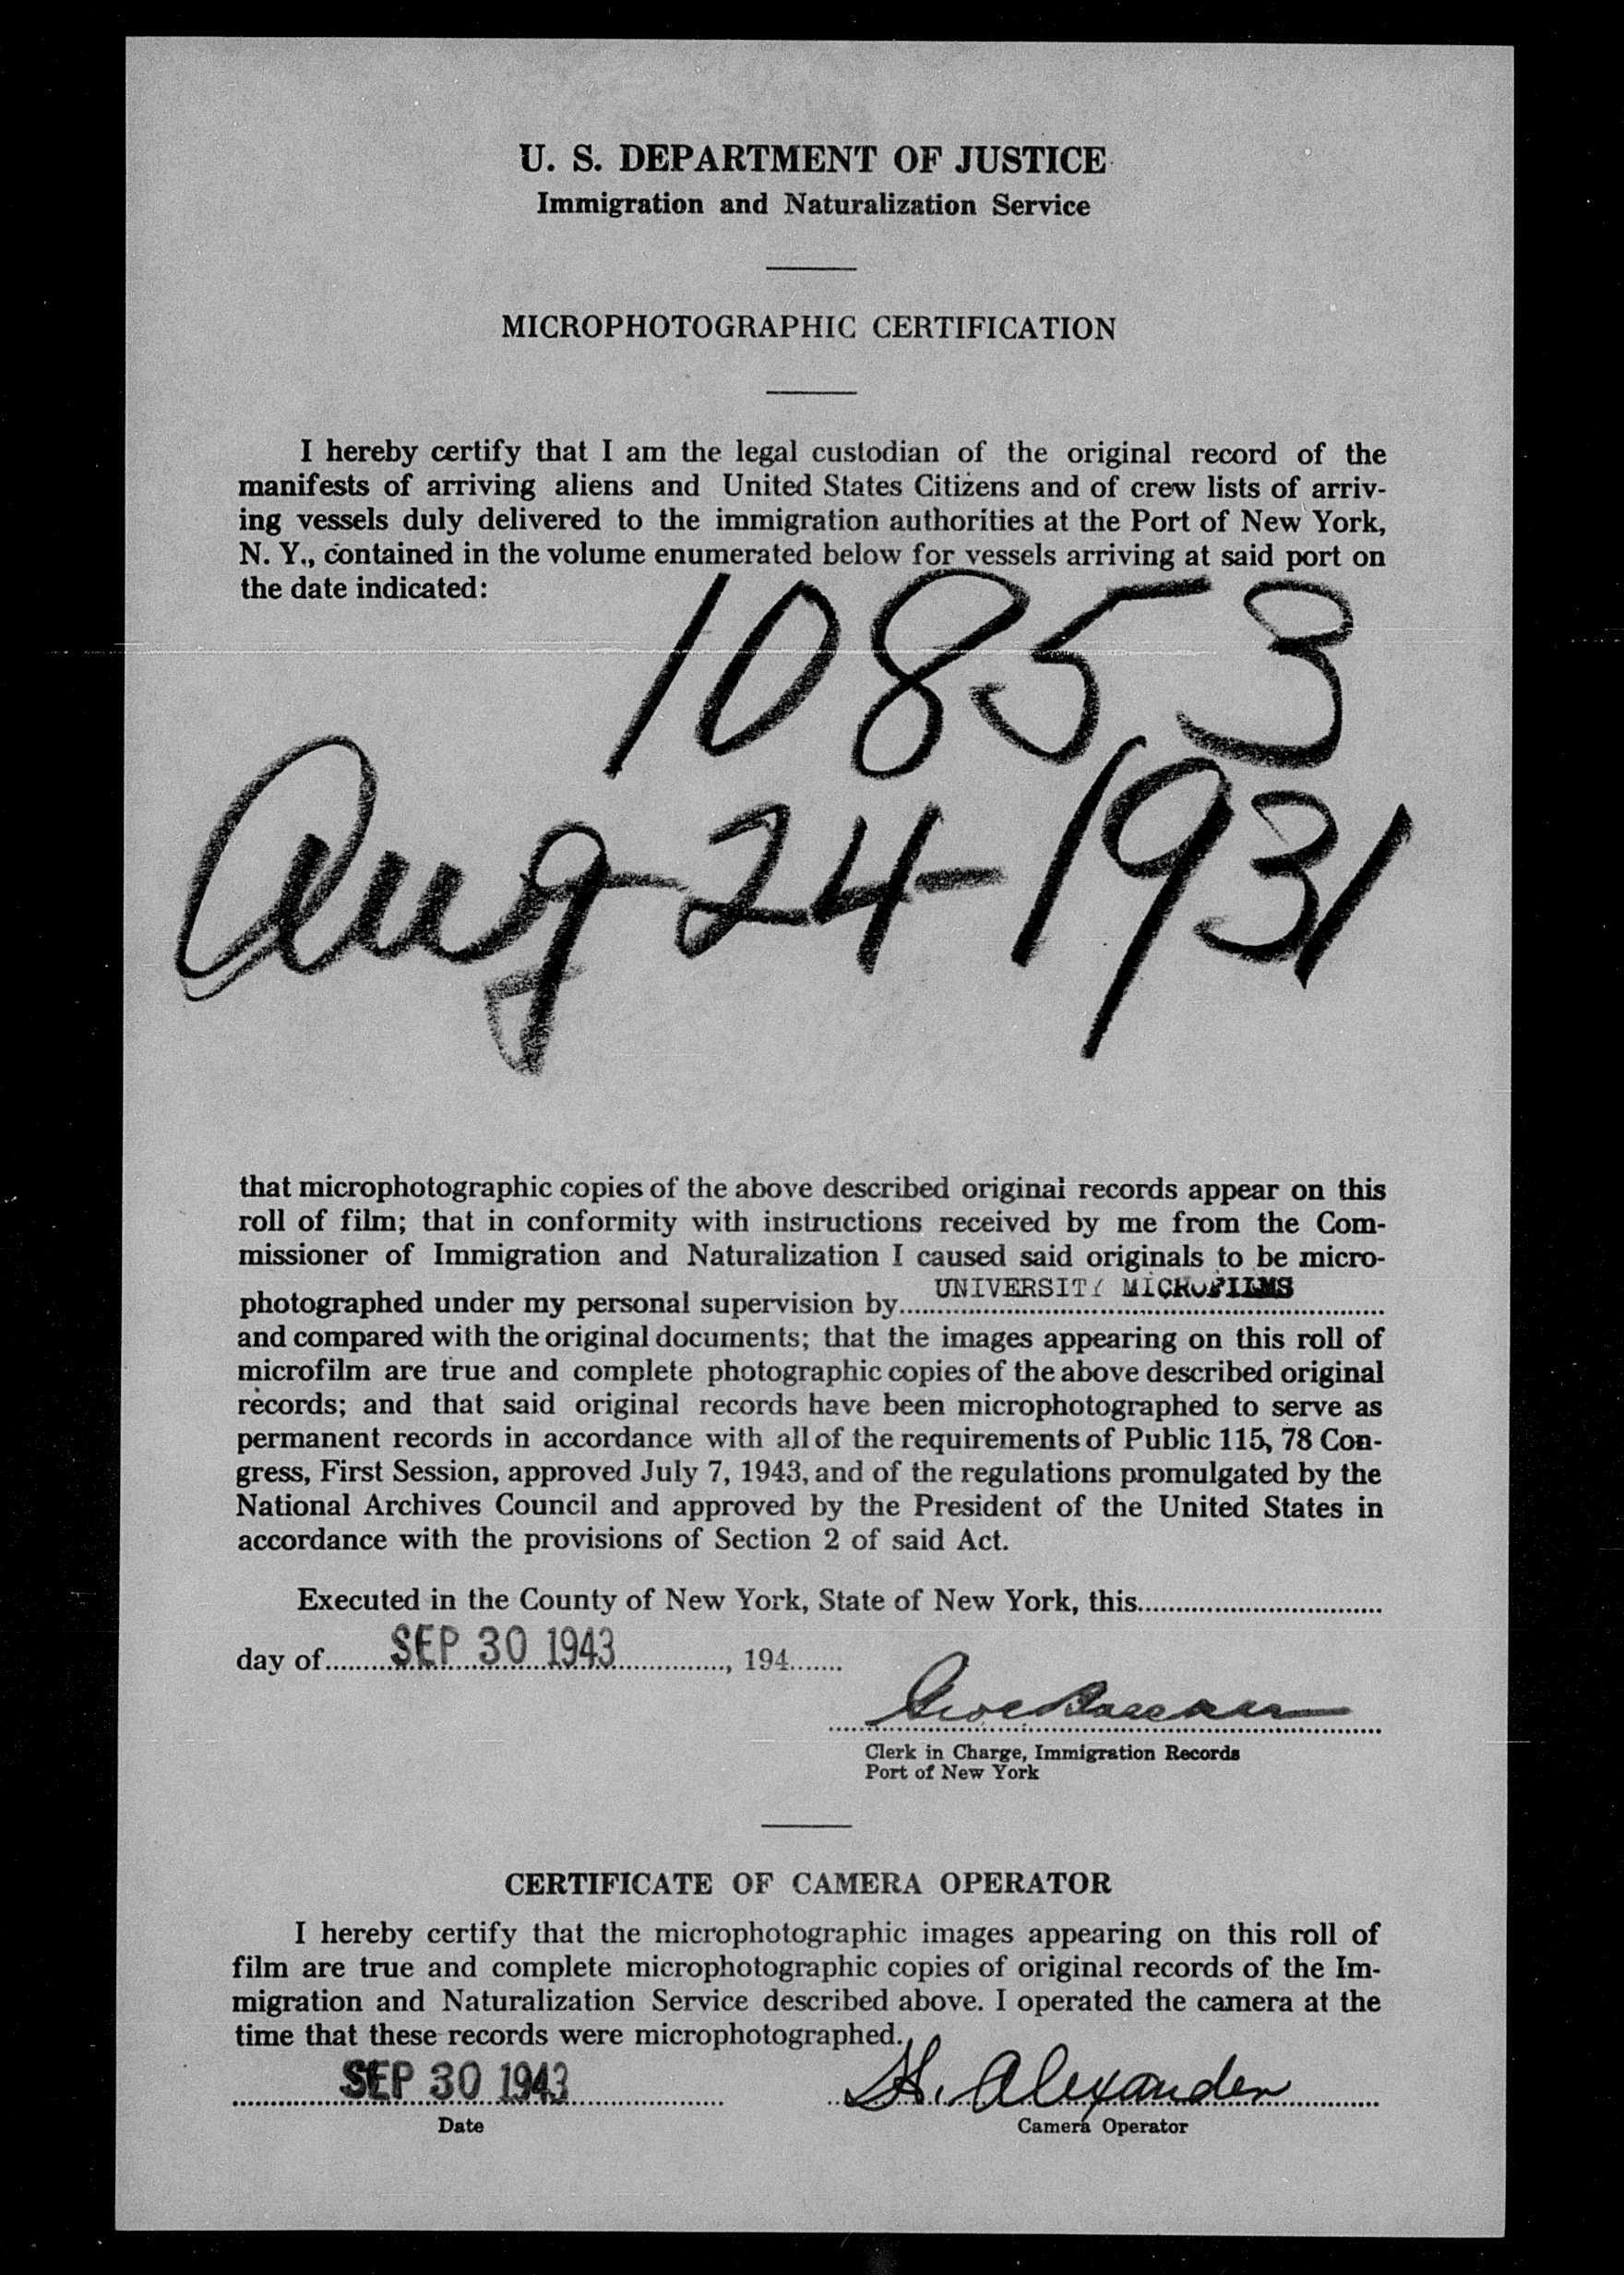 U. S. DEPARTMENT OF JUSTICE
Immigration and Naturalization Service
MICROPHOTOGRAPHIC CERTIFICATION
I hereby certify that I am the legal custodian of the original record of the
manifests of arriving aliens and United States Citizens and of crew lists of arriv-
ing vessels duly delivered to the immigration authorities at the Port of New York,
N. Y., contained in the volume enumerated below for vessels arriving at said port on
the date indicated:
10853
Aug-24-1931
that microphotographic copies of the above described original records appear on this
roll of film; that in conformity with instructions received by me from the Com-
missioner of Immigration and Naturalization I caused said originals to be micro-
photographed under my personal supervision by UNIVERSITY MICROFILMS
and compared with the original documents; that the images appearing on this roll of
microfilm are true and complete photographic copies of the above described original
records; and that said original records have been microphotographed to serve as
permanent records in accordance with all of the requirements of Public 115, 78 Con-
gress, First Session, approved July 7, 1943, and of the regulations promulgated by the
National Archives Council and approved by the President of the United States in
accordance with the provisions of Section 2 of said Act.
Executed in the County of New York, State of New York, this
day of SEP 30 1943, 194
Clerk in Charge, Immigration Records
Port of New York
CERTIFICATE OF CAMERA OPERATOR
I hereby certify that the microphotographic images appearing on this roll of
film are true and complete microphotographic copies of original records of the Im-
migration and Naturalization Service described above. I operated the camera at the
time that these records were microphotographed.
SEP 30 1943 H. Alexander
Date Camera Operator